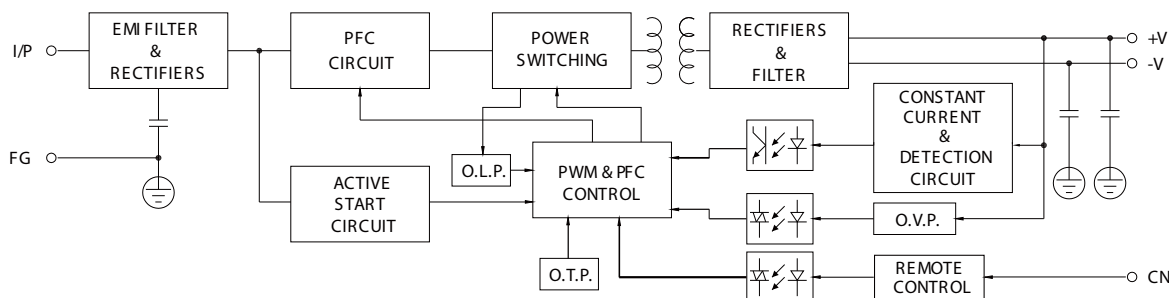 I/P
EMI FILTER
&
RECTIFIERS
PFC
CIRCUIT
POWER
SWITCHING
RECTIFIERS
&
FILTER
+V
-V
FG
O.L.P.
PWM & PFC
CONTROL
CONSTANT
CURRENT
&
DETECTION
CIRCUIT
ACTIVE
START
CIRCUIT
O.V.P.
O.T.P.
REMOTE
CONTROL
CN